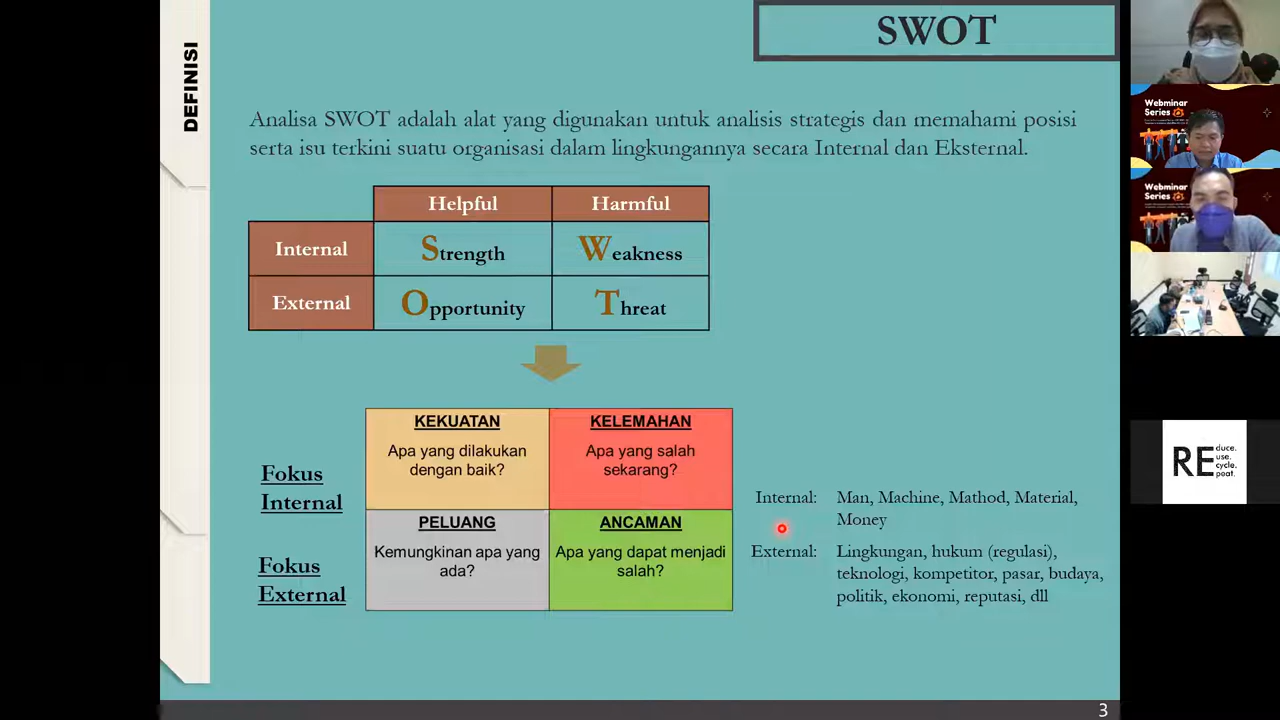 SWOT
DEFINISI
Analisa SWOT adalah alat yang digunakan untuk analisis strategis dan memahami posisi
serta isu terkini suatu organisasi dalam lingkungannya secara Internal dan Eksternal.
Helpful Harmful
Internal Strength Weakness
External Opportunity Threat
KEKUATAN
Apa yang dilakukan
dengan baik?
KELEMAHAN
Apa yang salah
sekarang?
Fokus
Internal
PELUANG
Kemungkinan apa yang
ada?
ANCAMAN
Apa yang dapat menjadi
salah?
Fokus
External
Internal: Man, Machine, Mathod, Material,
Money
External: Lingkungan, hukum (regulasi),
teknologi, kompetitor, pasar, budaya,
politik, ekonomi, reputasi, dll
3
Webminar
Series
Webminar
Series
REduce.
use.
cycle.
peat.